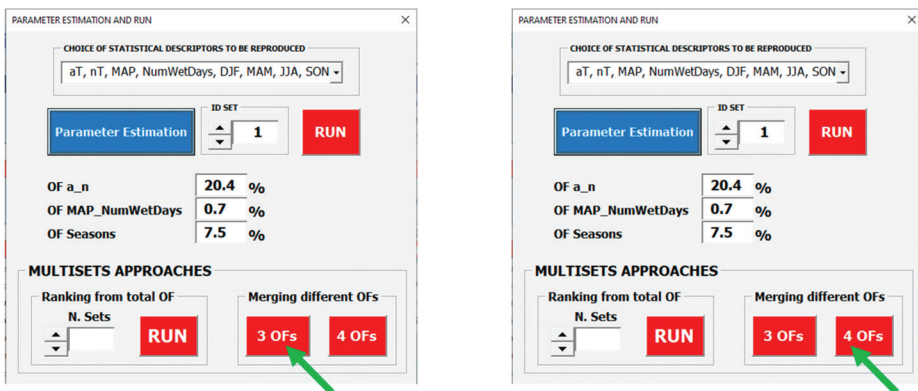 PARAMETER ESTIMATION AND RUN ×
CHOICE OF STATISTICAL DESCRIPTORS TO BE REPRODUCED
aT, nT, MAP, NumWetDays, DJF, MAM, JJA, SON
ID SET
Parameter Estimation 1 RUN
OF a_n 20.4 %
OF MAP_NumWetDays 0.7 %
OF Seasons 7.5 %
MULTISETS APPROACHES
Ranking from total OF Merging different OFs
N. Sets
RUN 3 OFs 4 OFs
PARAMETER ESTIMATION AND RUN ×
CHOICE OF STATISTICAL DESCRIPTORS TO BE REPRODUCED
aT, nT, MAP, NumWetDays, DJF, MAM, JJA, SON
ID SET
Parameter Estimation 1 RUN
OF a_n 20.4 %
OF MAP_NumWetDays 0.7 %
OF Seasons 7.5 %
MULTISETS APPROACHES
Ranking from total OF Merging different OFs
N. Sets
RUN 3 OFs 4 OFs